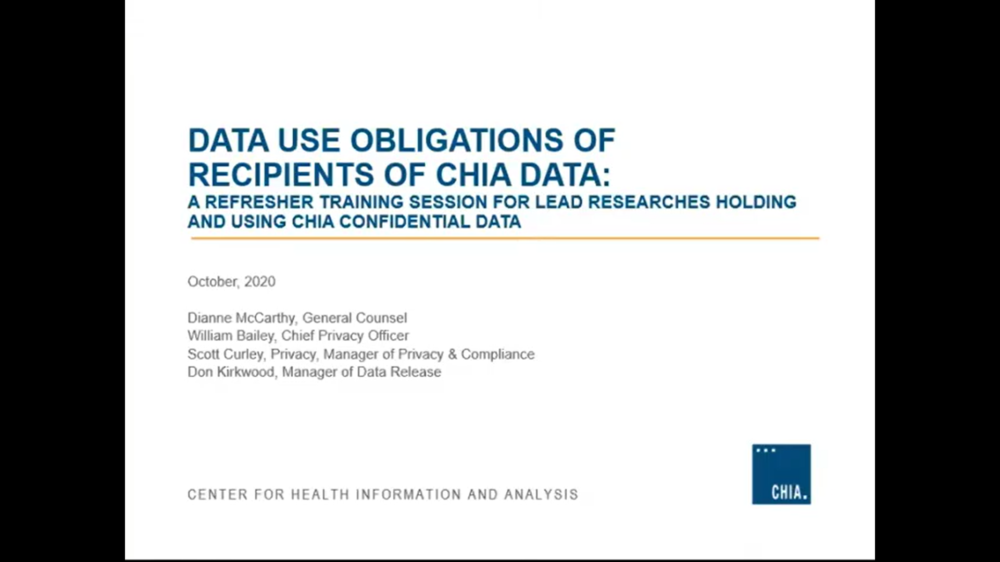 DATA USE OBLIGATIONS OF
RECIPIENTS OF CHIA DATA:
A REFRESHER TRAINING SESSION FOR LEAD RESEARCHES HOLDING
AND USING CHIA CONFIDENTIAL DATA
October, 2020
Dianne McCarthy, General Counsel
William Bailey, Chief Privacy Officer
Scott Curley, Privacy, Manager of Privacy & Compliance
Don Kirkwood, Manager of Data Release
CENTER FOR HEALTH INFORMATION AND ANALYSIS
CHIA.